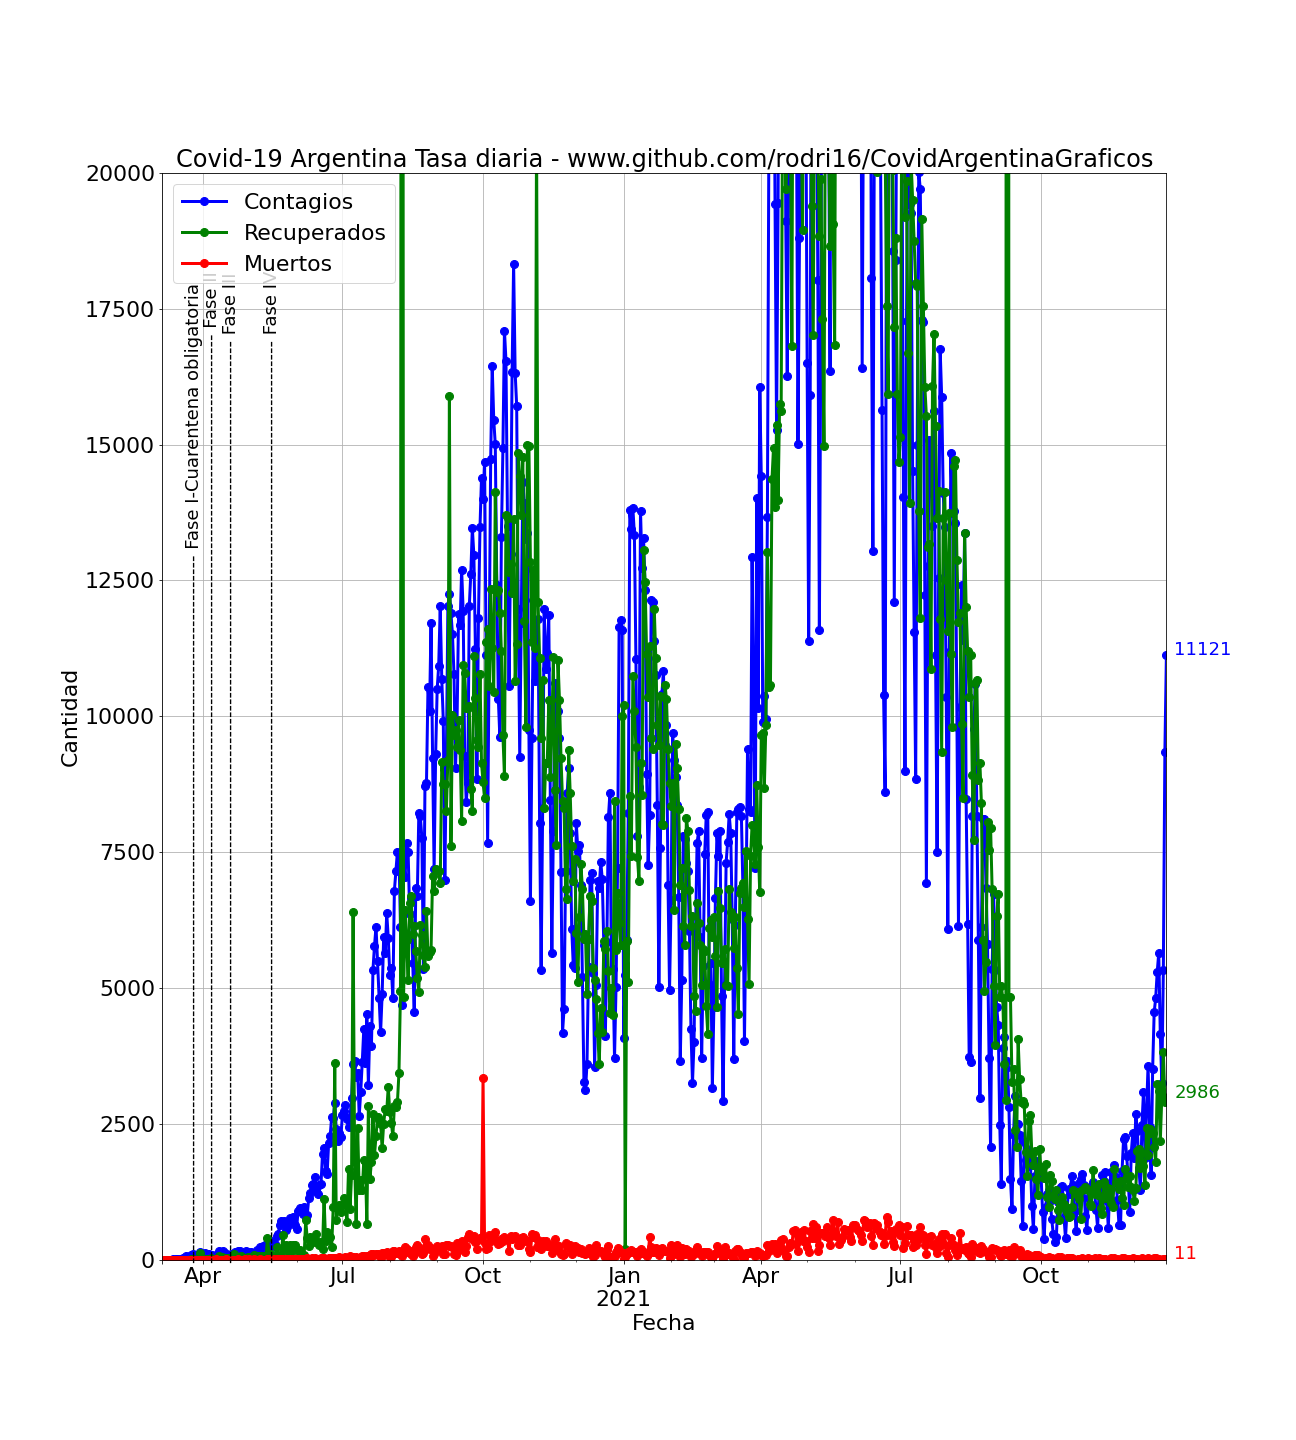 Covid-19 Argentina Tasa diaria - www.github.com/rodri16/CovidArgentinaGraficos
20000
Contagios
Recuperados
Muertos
Fase I-Cuarentena obligatoria
Fase II
Fase III
Fase IV
17500
15000
12500
10000
7500
5000
2500
0
Cantidad
11121
2986
11
Apr
Jul
Oct
Jan
2021
Apr
Jul
Oct
Fecha